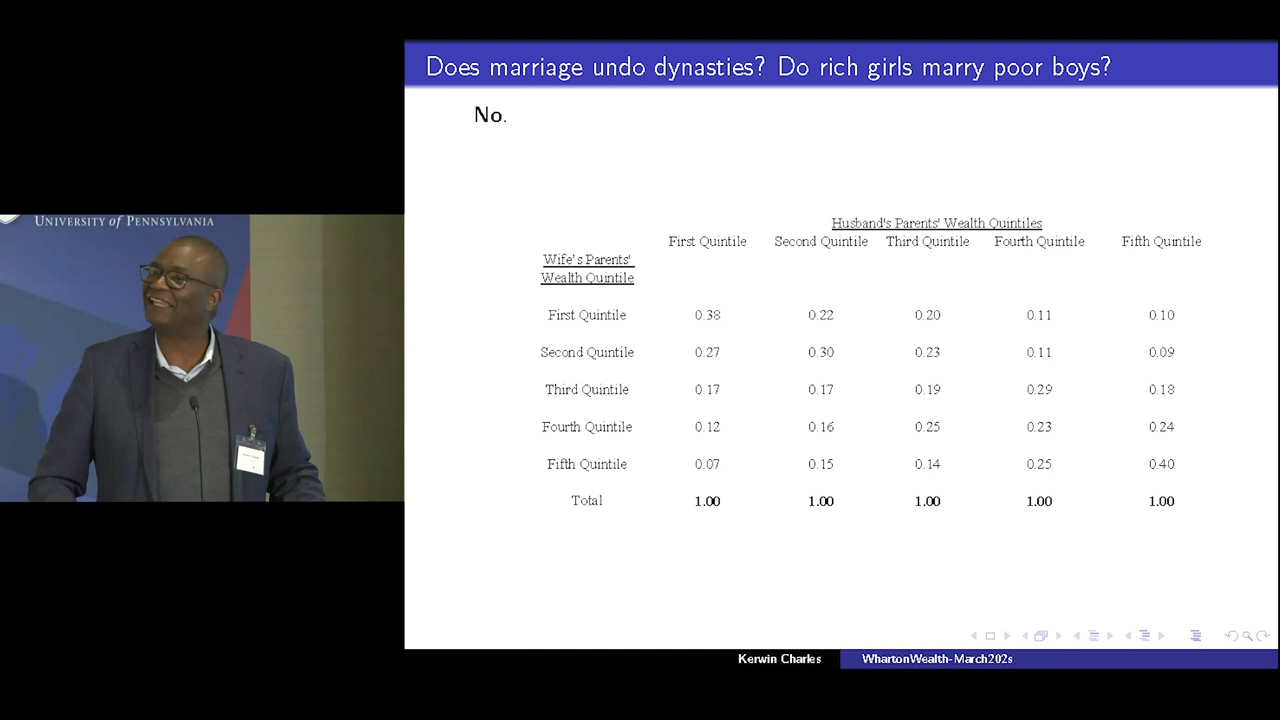 Does marriage undo dynasties? Do rich girls marry poor boys?
No.
UNIVERSITY of PENNSYLVANIA
Husband's Parents' Wealth Quintiles
First Quintile Second Quintile Third Quintile Fourth Quintile Fifth Quintile
Wife's Parents'
Wealth Quintile
First Quintile 0.38 0.22 0.20 0.11 0.10
Second Quintile 0.27 0.30 0.23 0.11 0.09
Third Quintile 0.17 0.17 0.19 0.29 0.18
Fourth Quintile 0.12 0.16 0.25 0.23 0.24
Fifth Quintile 0.07 0.15 0.14 0.25 0.40
Total 1.00 1.00 1.00 1.00 1.00
Kerwin Charles WhartonWealth-March202s